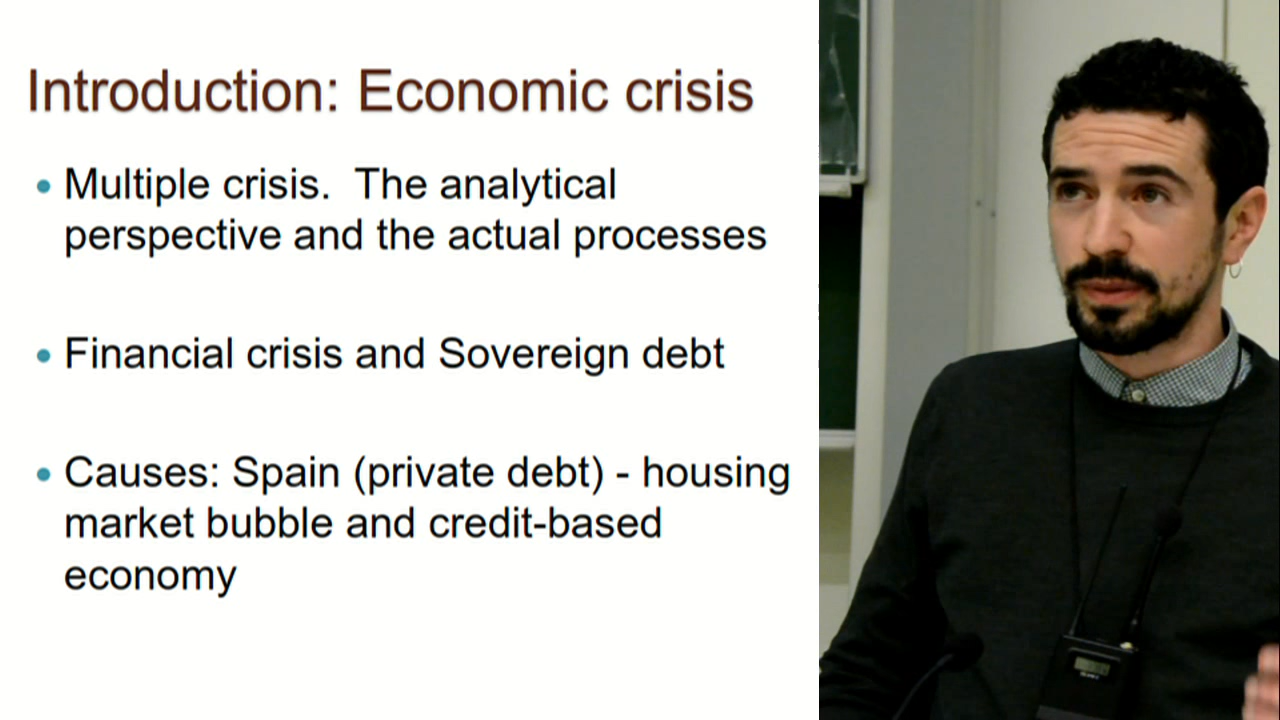 Introduction: Economic crisis
• Multiple crisis.  The analytical
perspective and the actual processes
• Financial crisis and Sovereign debt
• Causes: Spain (private debt) - housing
market bubble and credit-based
economy